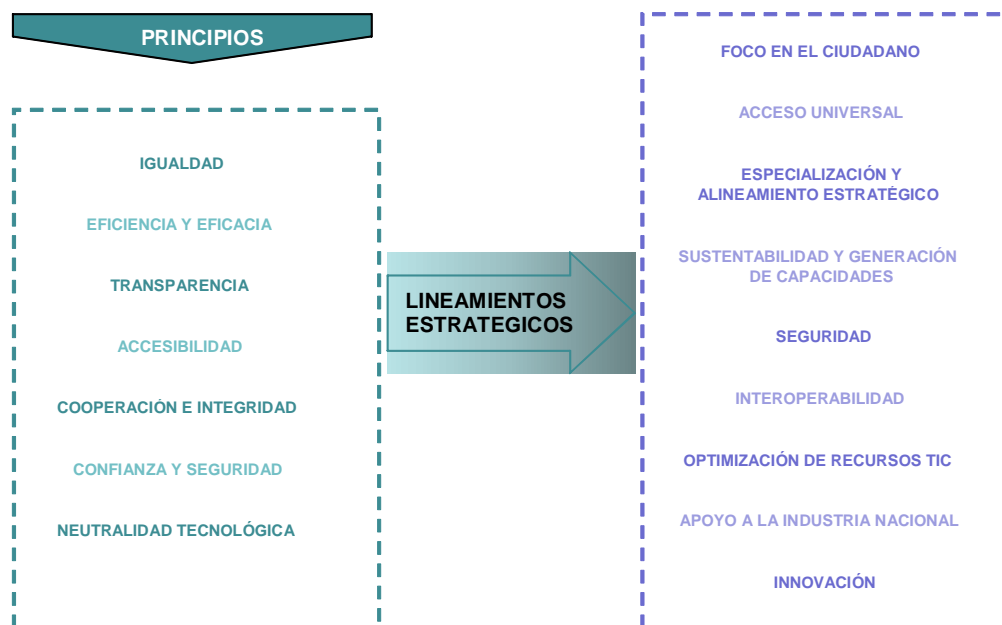 PRINCIPIOS
IGUALDAD
EFICIENCIA Y EFICACIA
TRANSPARENCIA
ACCESIBILIDAD
COOPERACIÓN E INTEGRIDAD
CONFIANZA Y SEGURIDAD
NEUTRALIDAD TECNOLÓGICA
LINEAMIENTOS
ESTRATEGICOS
FOCO EN EL CIUDADANO
ACCESO UNIVERSAL
ESPECIALIZACIÓN Y
ALINEAMIENTO ESTRATÉGICO
SUSTENTABILIDAD Y GENERACIÓN
DE CAPACIDADES
SEGURIDAD
INTEROPERABILIDAD
OPTIMIZACIÓN DE RECURSOS TIC
APOYO A LA INDUSTRIA NACIONAL
INNOVACIÓN